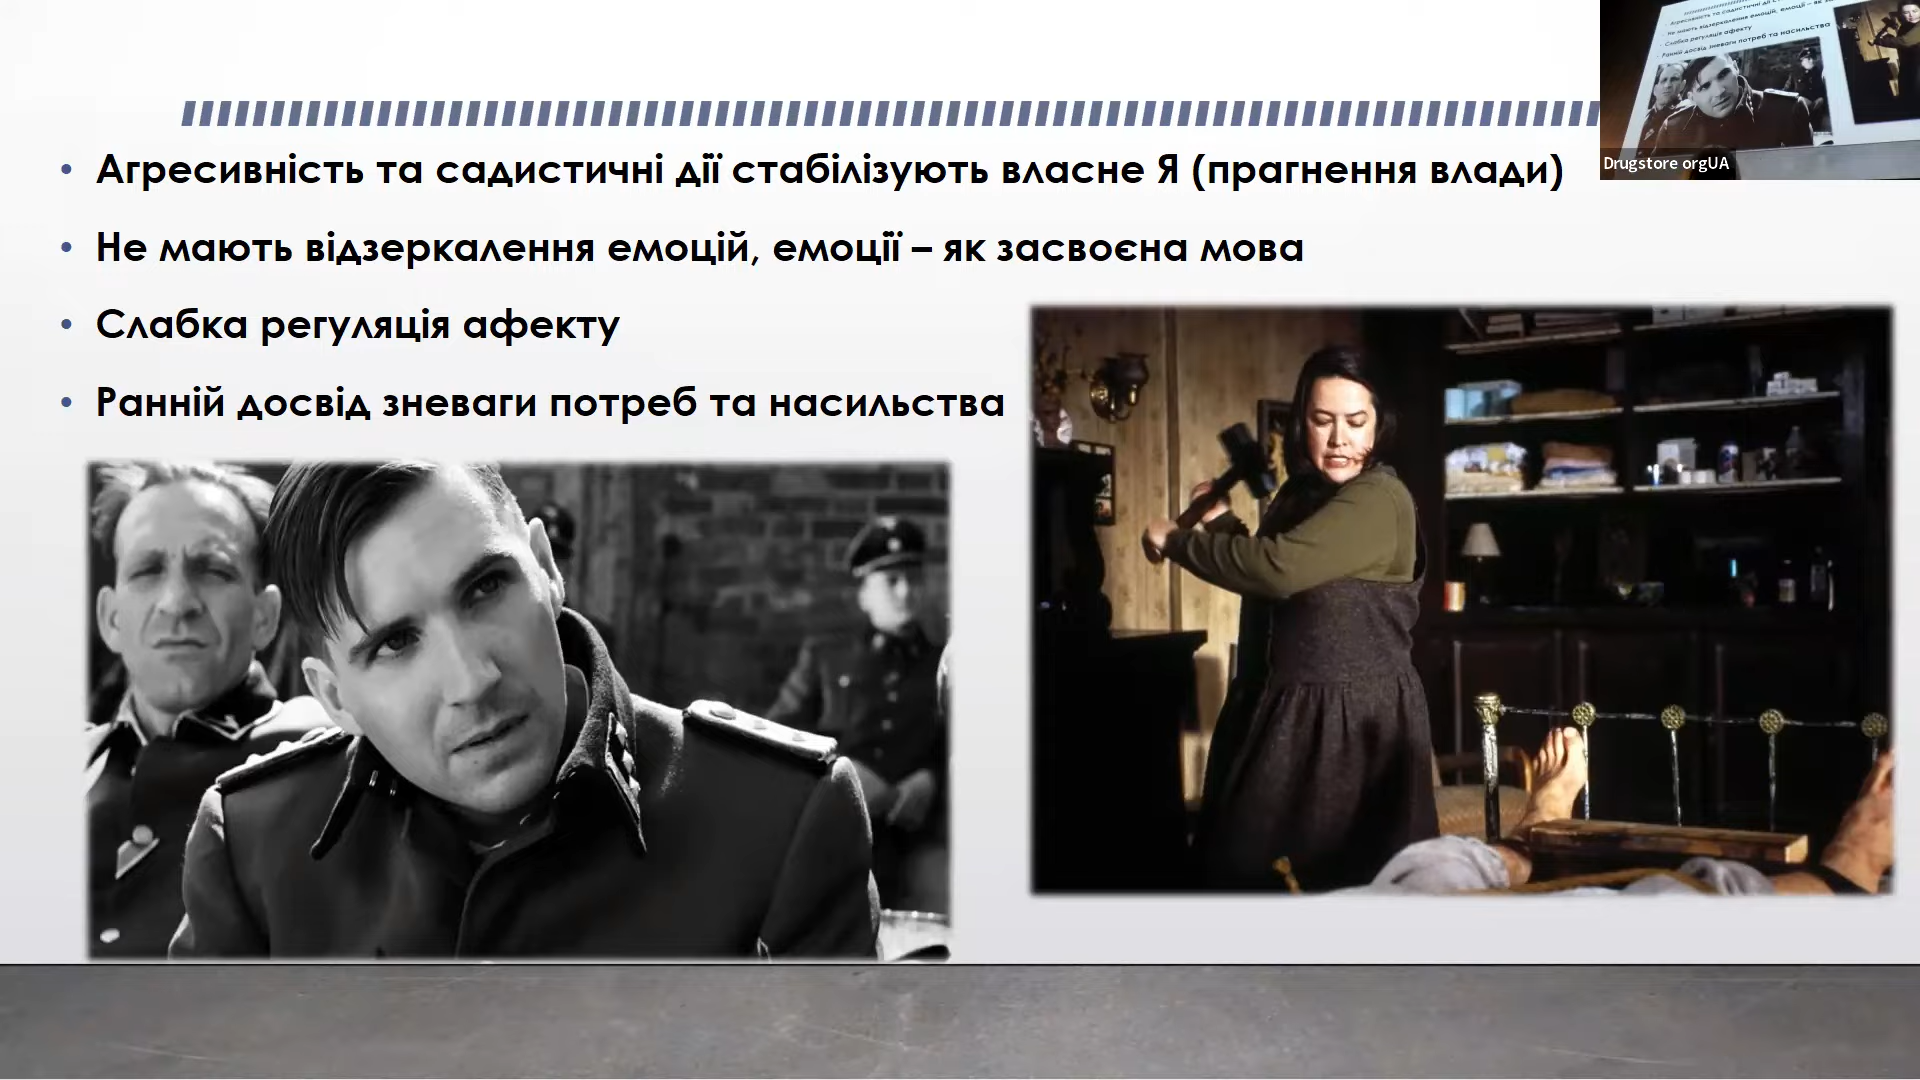 Агресивність та садистичні дії стабілізують власне Я (прагнення влади)
Не мають відзеркалення емоцій, емоції – як засвоєна мова
Слабка регуляція афекту
Ранній досвід зневаги потреб та насильства
Drugstore orgUA